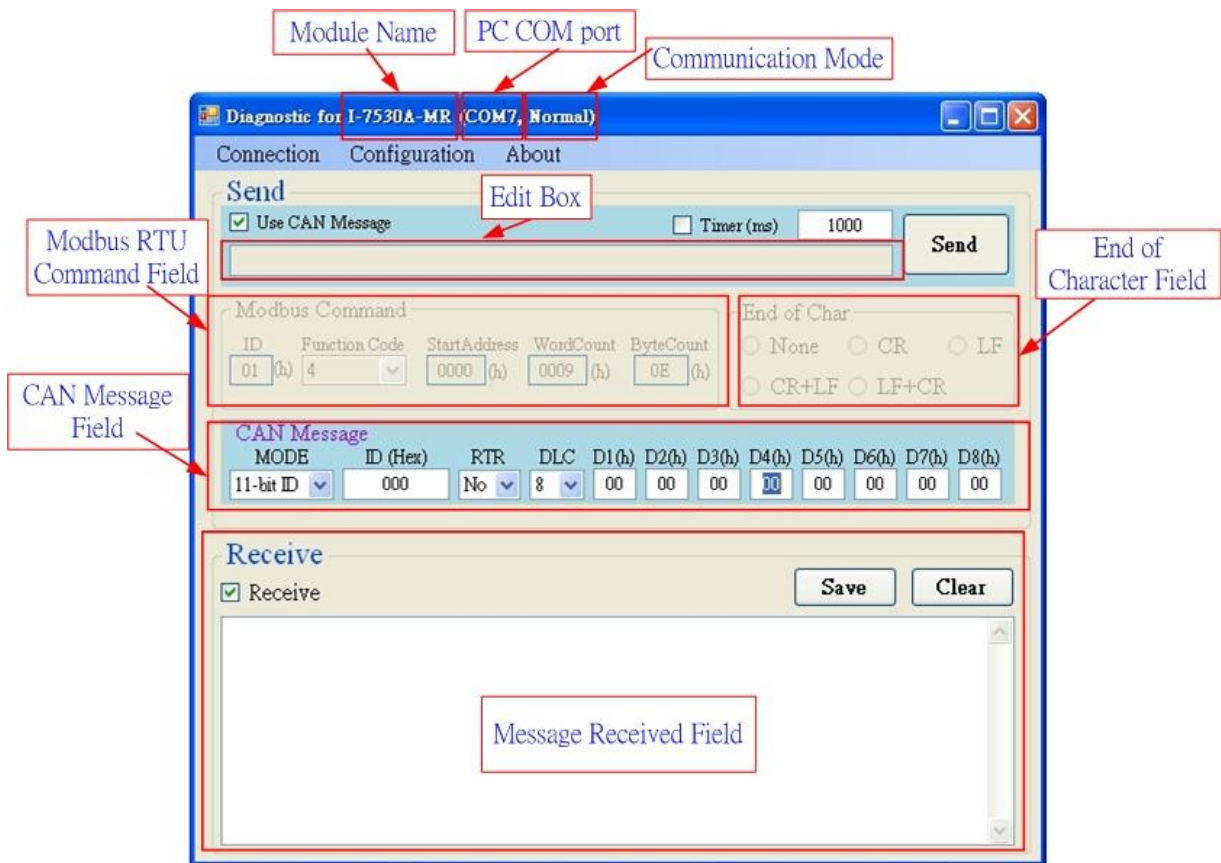 Module Name
PC COM port
Communication Mode
Diagnostic for I-7530A-MR (COM7, Normal)
Connection Configuration About
Send
Edit Box
Use CAN Message
Timer (ms) 1000
Send
Modbus RTU
Command Field
End of
Character Field
Modbus Command
ID Function Code StartAddress WordCount ByteCount
01 (h) 4 0000 (h) 0009 (h) 0E (h)
End of Char
None CR LF
CR+LF LF+CR
CAN Message
Field
CAN Message
MODE ID (Hex) RTR DLC D1(h) D2(h) D3(h) D4(h) D5(h) D6(h) D7(h) D8(h)
11-bit ID 000 No 8 00 00 00 00 00 00 00 00
Receive
Receive
Save Clear
Message Received Field